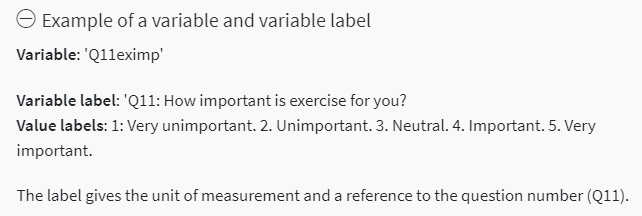 Example of a variable and variable label
Variable: 'Q11eximp'
Variable label: 'Q11: How important is exercise for you?
Value labels: 1: Very unimportant. 2. Unimportant. 3. Neutral. 4. Important. 5. Very
important.
The label gives the unit of measurement and a reference to the question number (Q11).